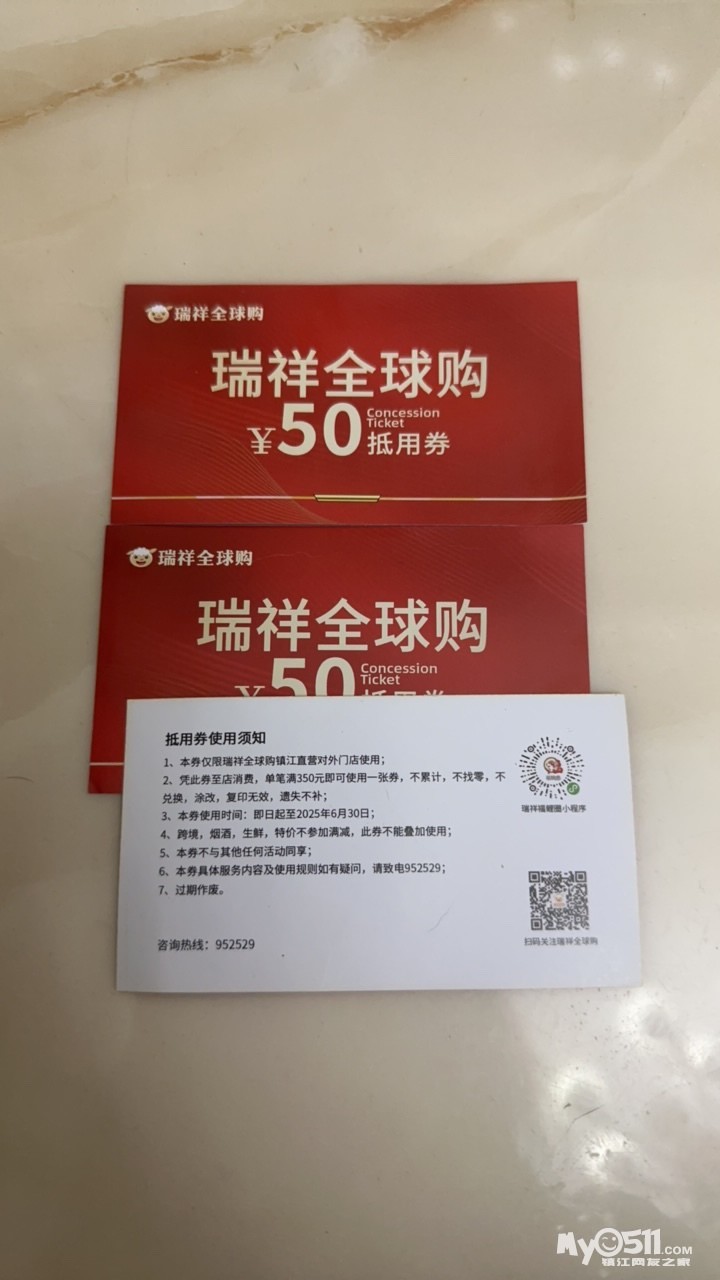 瑞祥全球购
瑞祥全球购
¥50
Concession
Ticket
抵用券
瑞祥全球购
瑞祥全球购
¥50
Concession
Ticket
抵用券
抵用券使用须知
1、本券仅限瑞祥全球购镇江直营对外门店使用；
2、凭此券至店消费，单笔满350元即可使用一张券，不累计，不找零，不
兑换，涂改，复印无效，遗失不补；
3、本券使用时间：即日起至2025年6月30日；
4、跨境，烟酒，生鲜，特价不参加满减，此券不能叠加使用；
5、本券不与其他任何活动同享；
6、本券具体服务内容及使用规则如有疑问，请致电952529；
7、过期作废。
咨询热线：952529
瑞祥福鲤圈小程序
扫码关注瑞祥全球购
My0511.COM
镇江网友之家